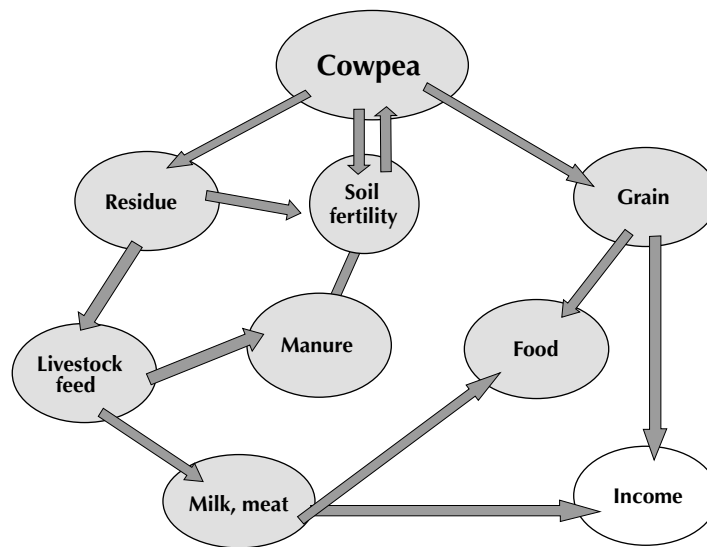 Cowpea
Residue
Soil
fertility
Grain
Livestock
feed
Manure
Food
Milk, meat
Income